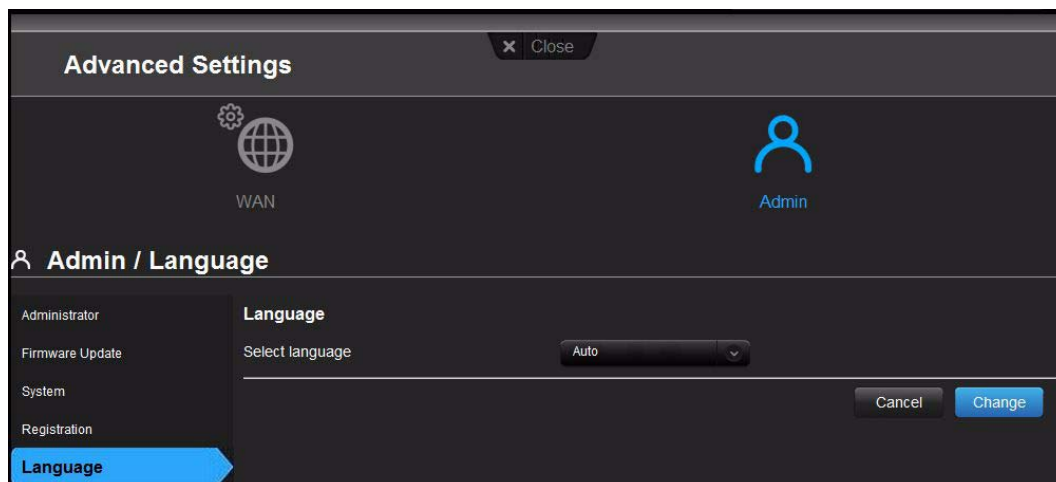 Close
Advanced Settings
WAN
Admin
Admin / Language
Administrator
Language
Firmware Update
Select language
Auto
System
Cancel
Change
Registration
Language